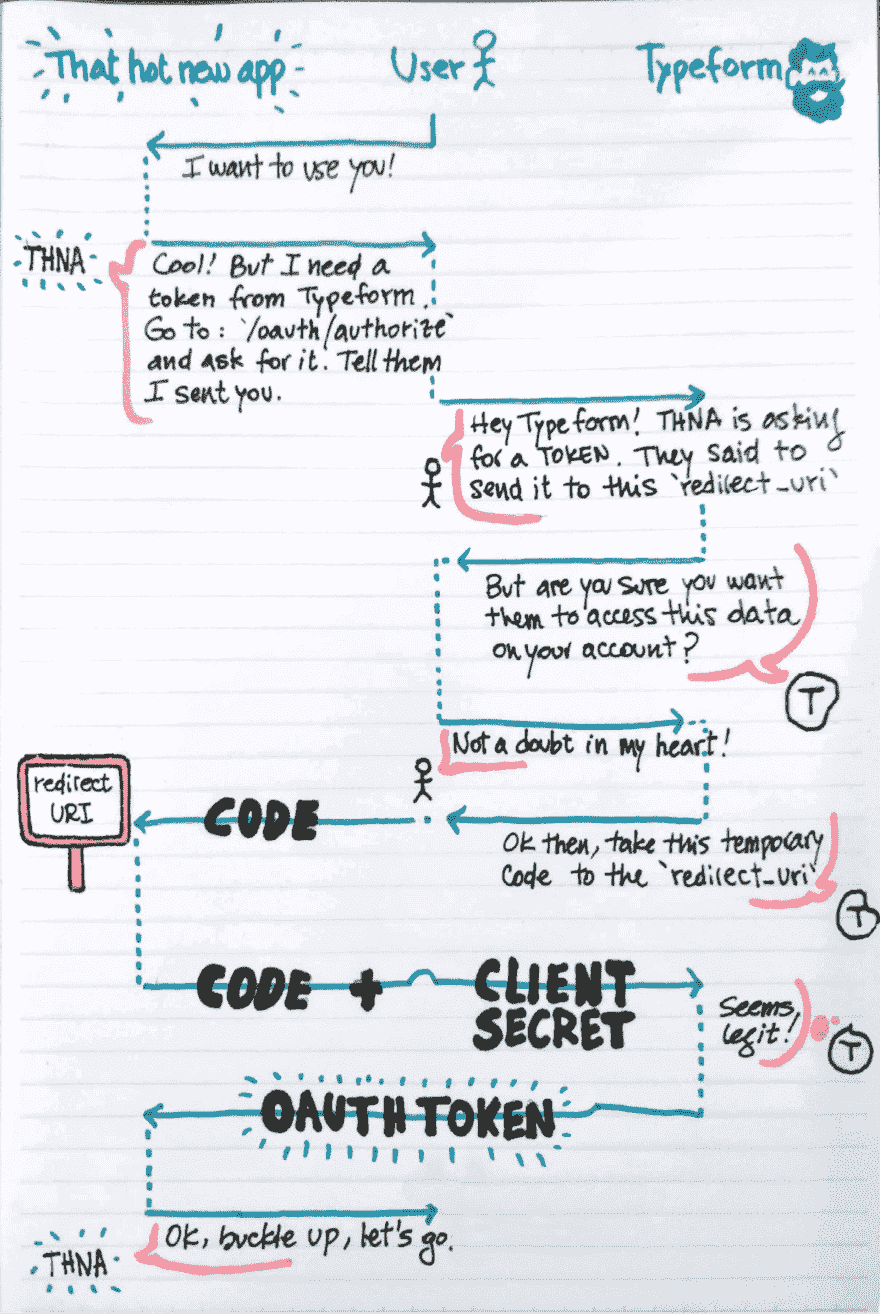 That hot new app
User
Typeform
I want to use you!
THNA
Cool! But I need a
token from Typeform.
Go to: `/oauth/authorize`
and ask for it. Tell them
I sent you.
Hey Typeform! THNA is asking
for a TOKEN. They said to
send it to this `redirect_uri`
But are you sure you want
them to access this data
on your account?
T
Not a doubt in my heart!
redirect
URI
CODE
Ok then, take this temporary
Code to the `redirect_uri`
T
CODE + CLIENT
SECRET
Seems
legit!
T
OAUTH TOKEN
Ok, buckle up, let's go.
THNA